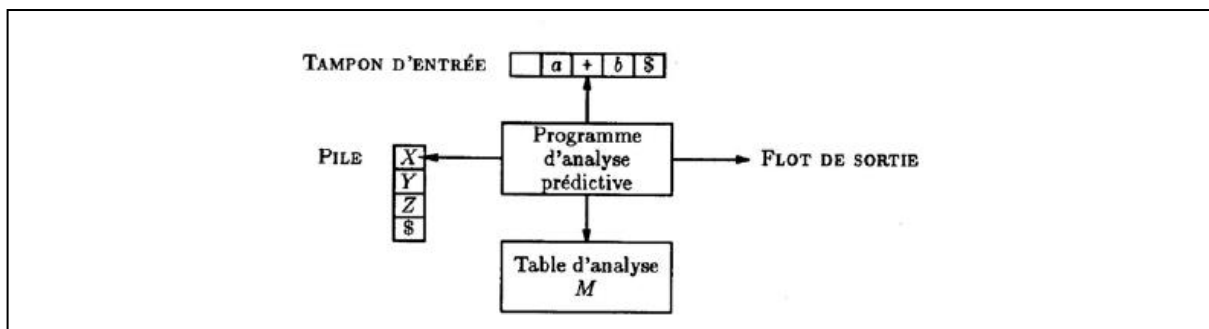 TAMPON D'ENTRÉE a + b $
Programme
d'analyse
prédictive
PILE X
Y
Z
$
FLOT DE SORTIE
Table d'analyse
M